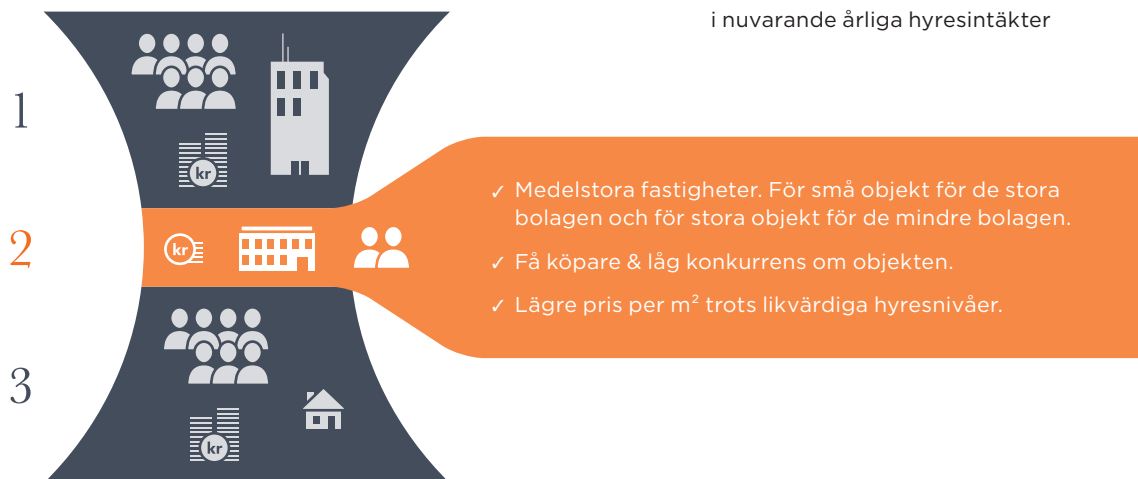 i nuvarande årliga hyresintäkter
1
kr
2
kr
✓ Medelstora fastigheter. För små objekt för de stora
bolagen och för stora objekt för de mindre bolagen.
✓ Få köpare & låg konkurrens om objekten.
✓ Lägre pris per m² trots likvärdiga hyresnivåer.
3
kr